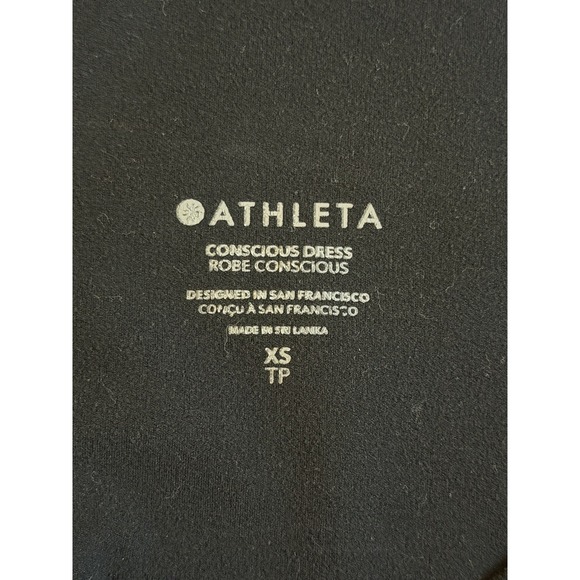 ATHLETA
CONSCIOUS DRESS
ROBE CONSCIOUS
DESIGNED IN SAN FRANCISCO
CONÇU À SAN FRANCISCO
MADE IN SRI LANKA
XS
TP